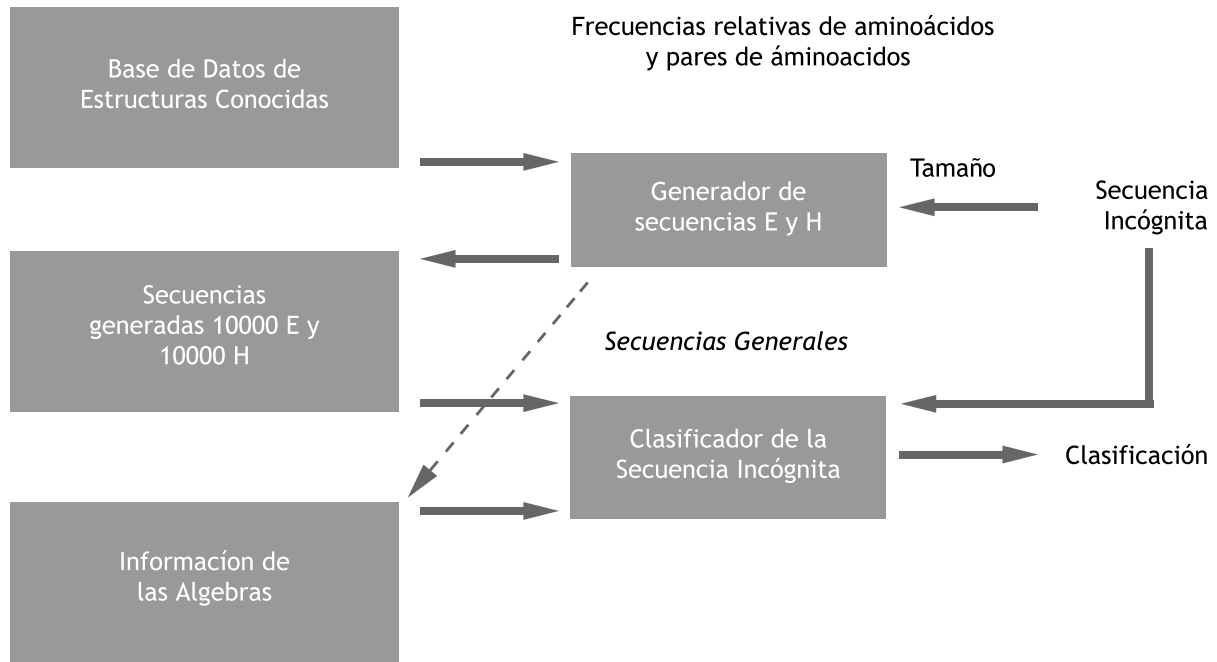 Frecuencias relativas de aminoácidos
y pares de áminoacidos
Base de Datos de
Estructuras Conocidas
Tamaño
Generador de
secuencias E y H
Secuencia
Incógnita
Secuencias
generadas 10000 E y
10000 H
Secuencias Generales
Clasificador de la
Secuencia Incógnita
Clasificación
Informacíon de
las Algebras